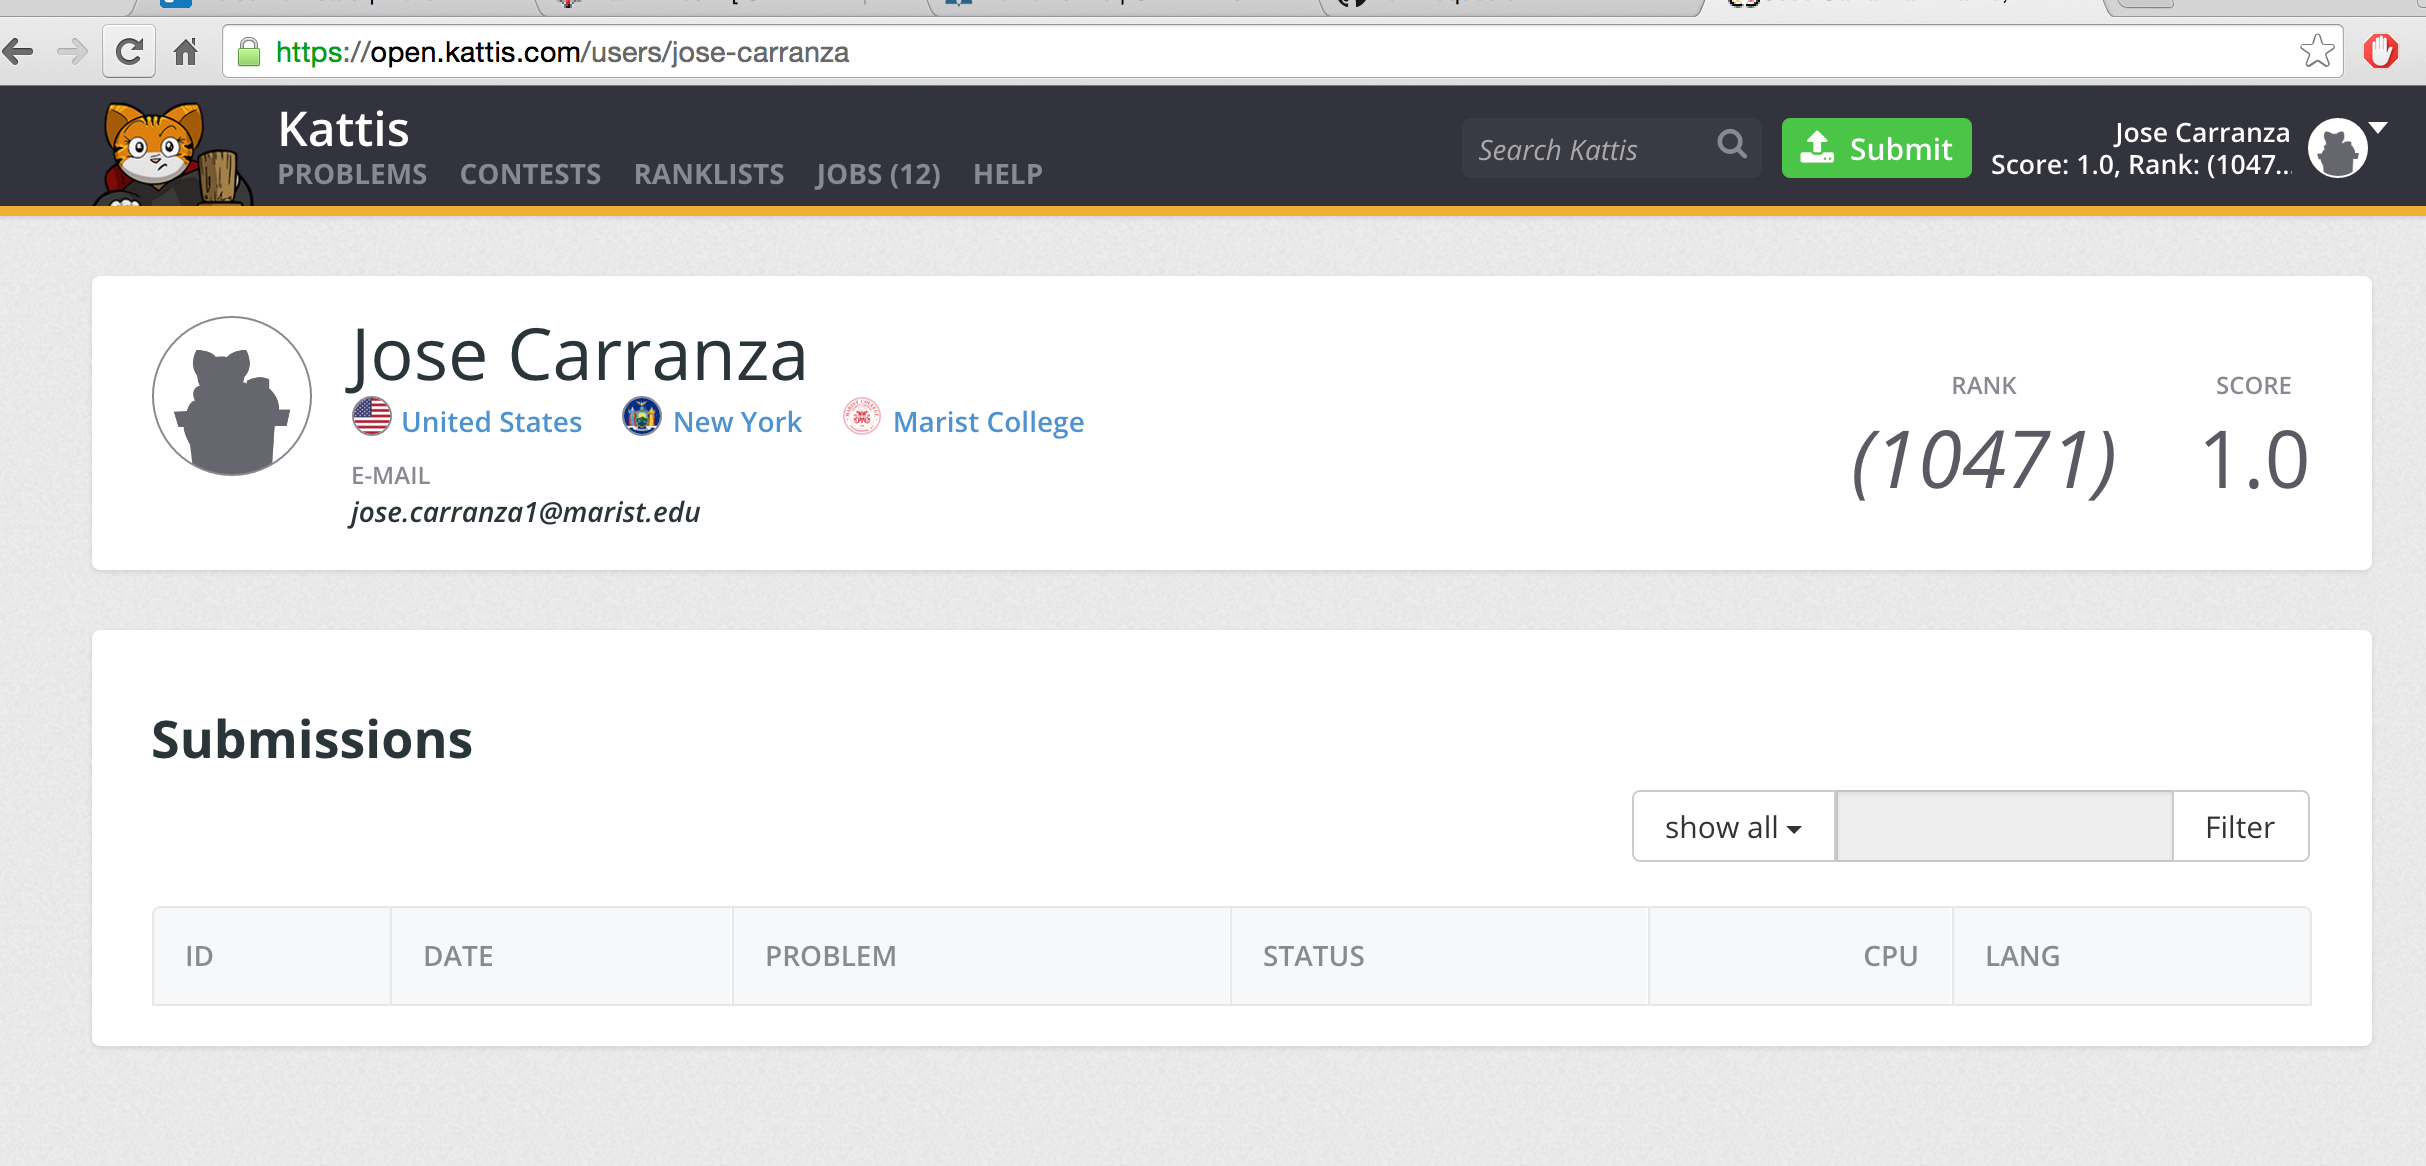 https://open.kattis.com/users/jose-carranza
Kattis
PROBLEMS CONTESTS RANKLISTS JOBS (12) HELP
Search Kattis
Submit
Jose Carranza
Score: 1.0, Rank: (1047...
Jose Carranza
United States New York Marist College
E-MAIL
jose.carranza1@marist.edu
RANK
(10471)
SCORE
1.0
Submissions
show all
Filter
ID DATE PROBLEM STATUS CPU LANG